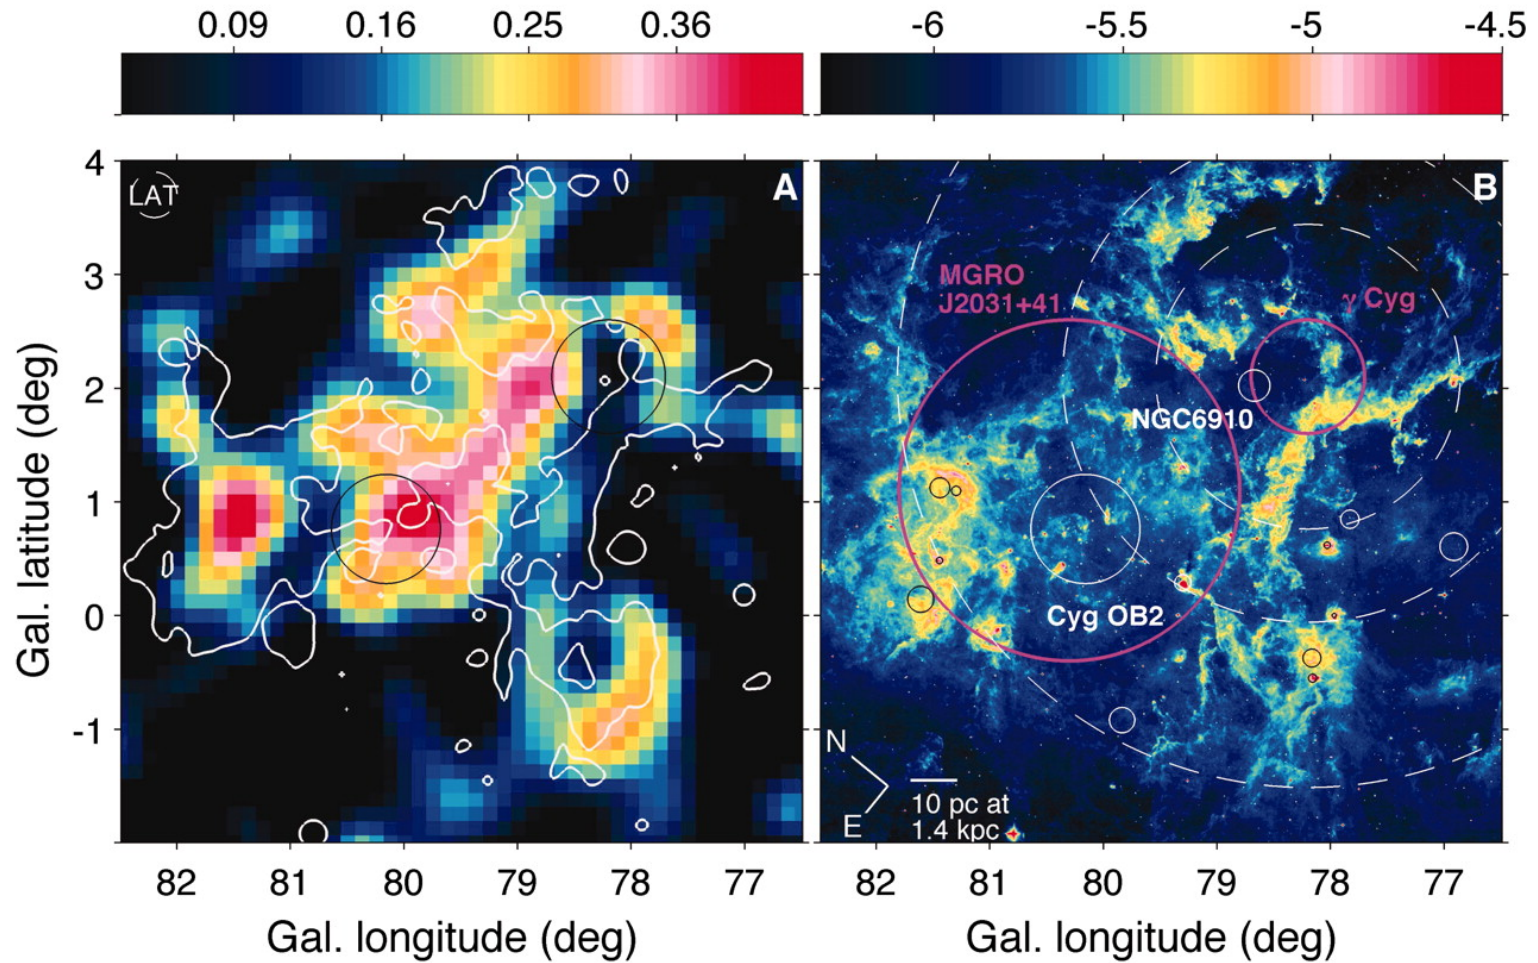 0.09 0.16 0.25 0.36
-6 -5.5 -5 -4.5
Gal. latitude (deg)
4
3
2
1
0
-1
LAT
A
82 81 80 79 78 77
Gal. longitude (deg)
B
MGRO
J2031+41
γ Cyg
NGC6910
Cyg OB2
N
E
10 pc at
1.4 kpc
82 81 80 79 78 77
Gal. longitude (deg)